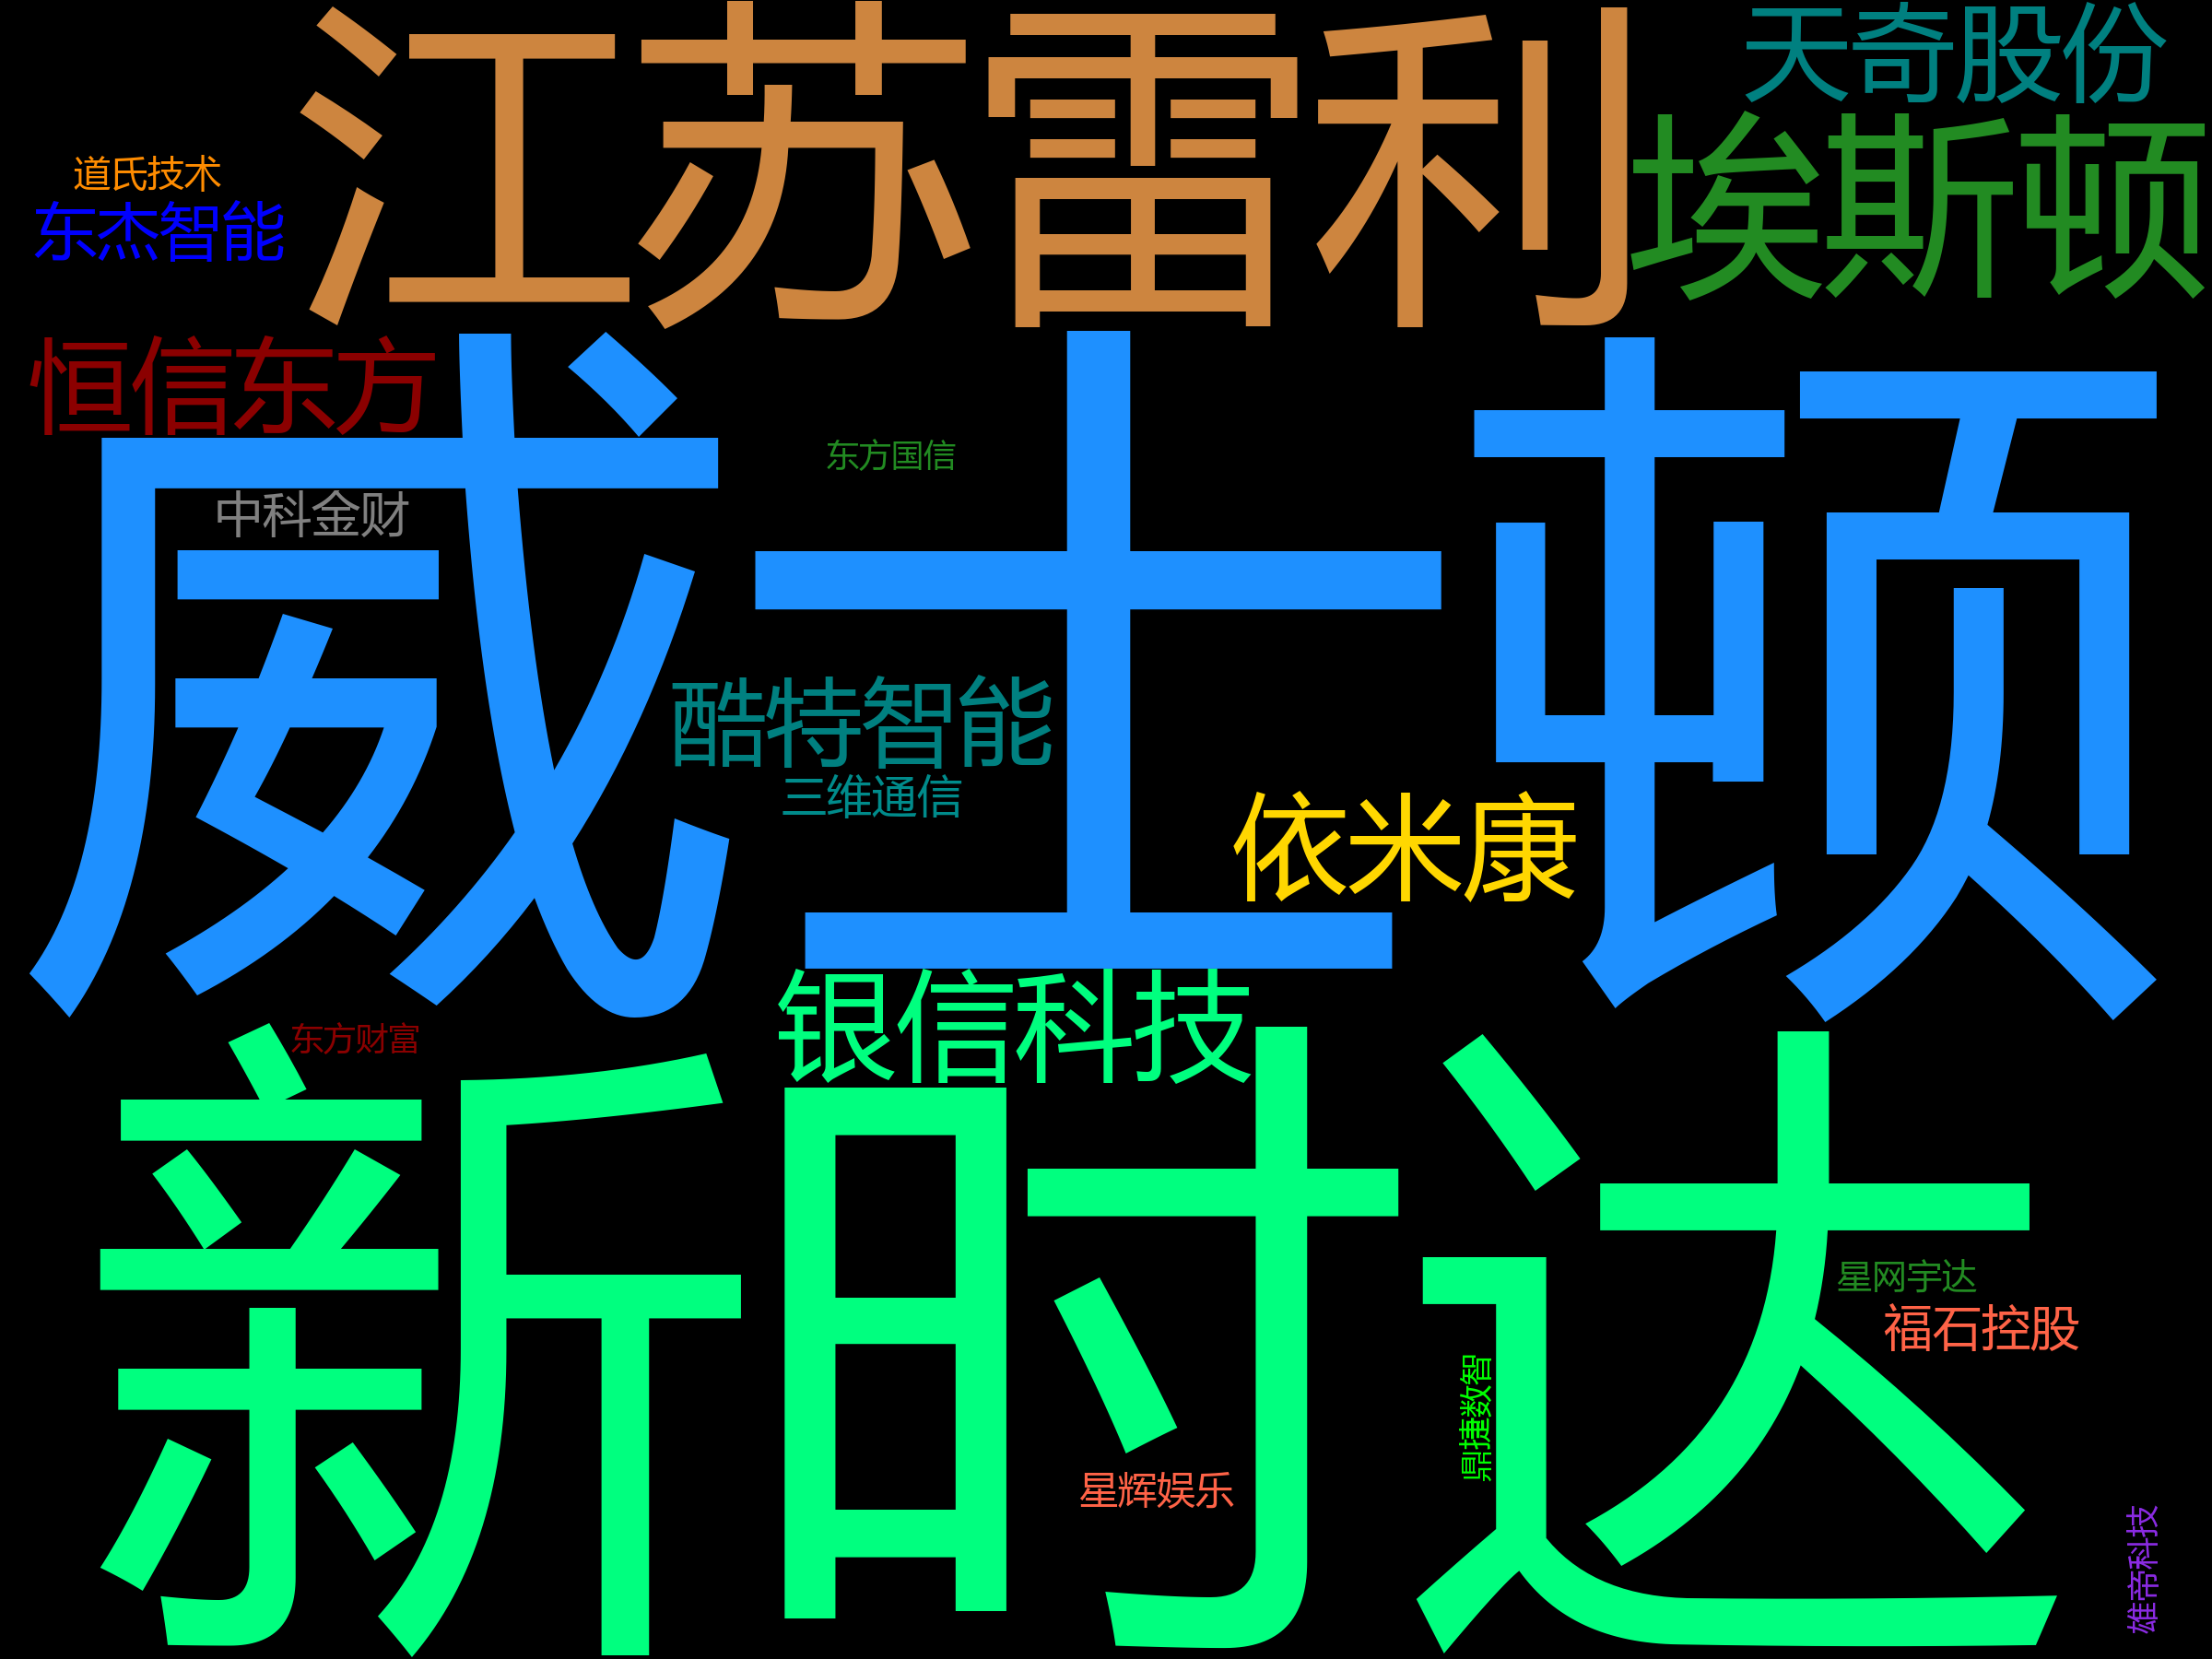 江苏雷利
天奇股份
埃斯顿
道氏技术
东杰智能
恒信东方
威士顿
东方国信
中科金财
酷特智能
三维通信
依米康
银信科技
东方财富
新时达
星网宇达
福石控股
鼎捷数智
星辉娱乐
雄帝科技